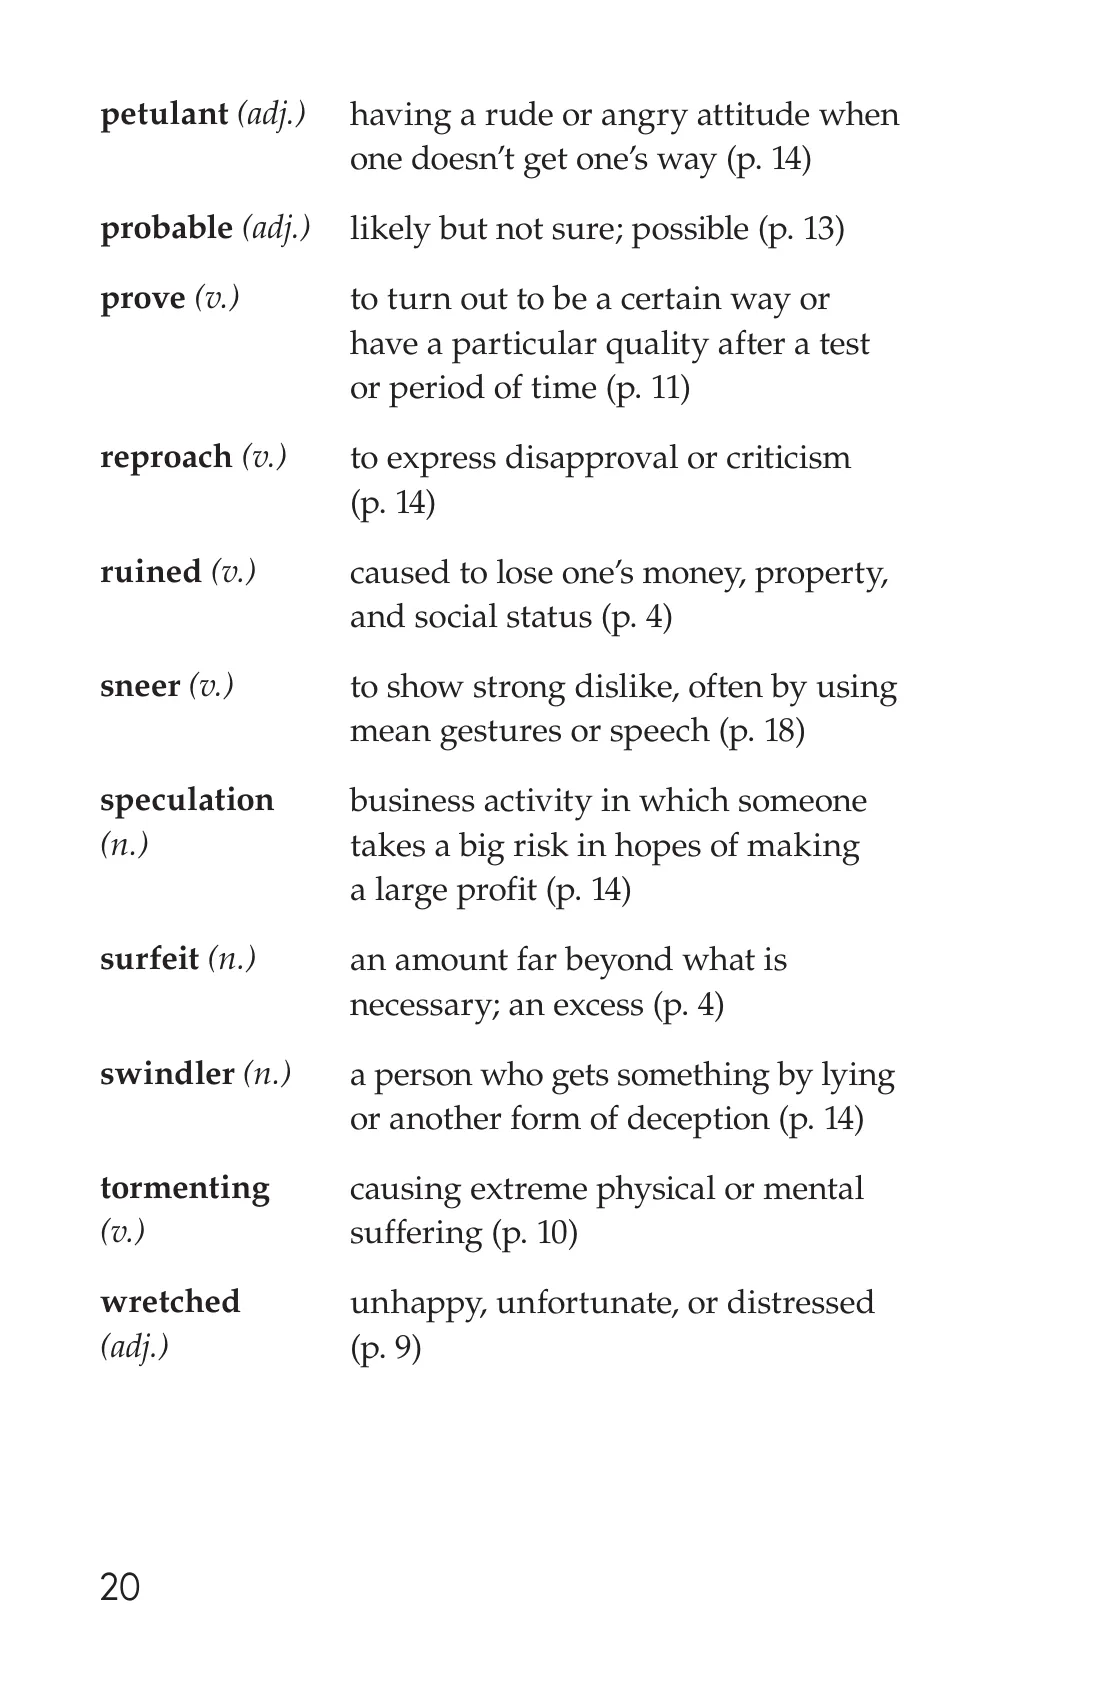 petulant (adj.) having a rude or angry attitude when
one doesn’t get one’s way (p. 14)
probable (adj.) likely but not sure; possible (p. 13)
prove (v.) to turn out to be a certain way or
have a particular quality after a test
or period of time (p. 11)
reproach (v.) to express disapproval or criticism
(p. 14)
ruined (v.) caused to lose one’s money, property,
and social status (p. 4)
sneer (v.) to show strong dislike, often by using
mean gestures or speech (p. 18)
speculation business activity in which someone
(n.) takes a big risk in hopes of making
a large profit (p. 14)
surfeit (n.) an amount far beyond what is
necessary; an excess (p. 4)
swindler (n.) a person who gets something by lying
or another form of deception (p. 14)
tormenting causing extreme physical or mental
(v.) suffering (p. 10)
wretched unhappy, unfortunate, or distressed
(adj.) (p. 9)
20